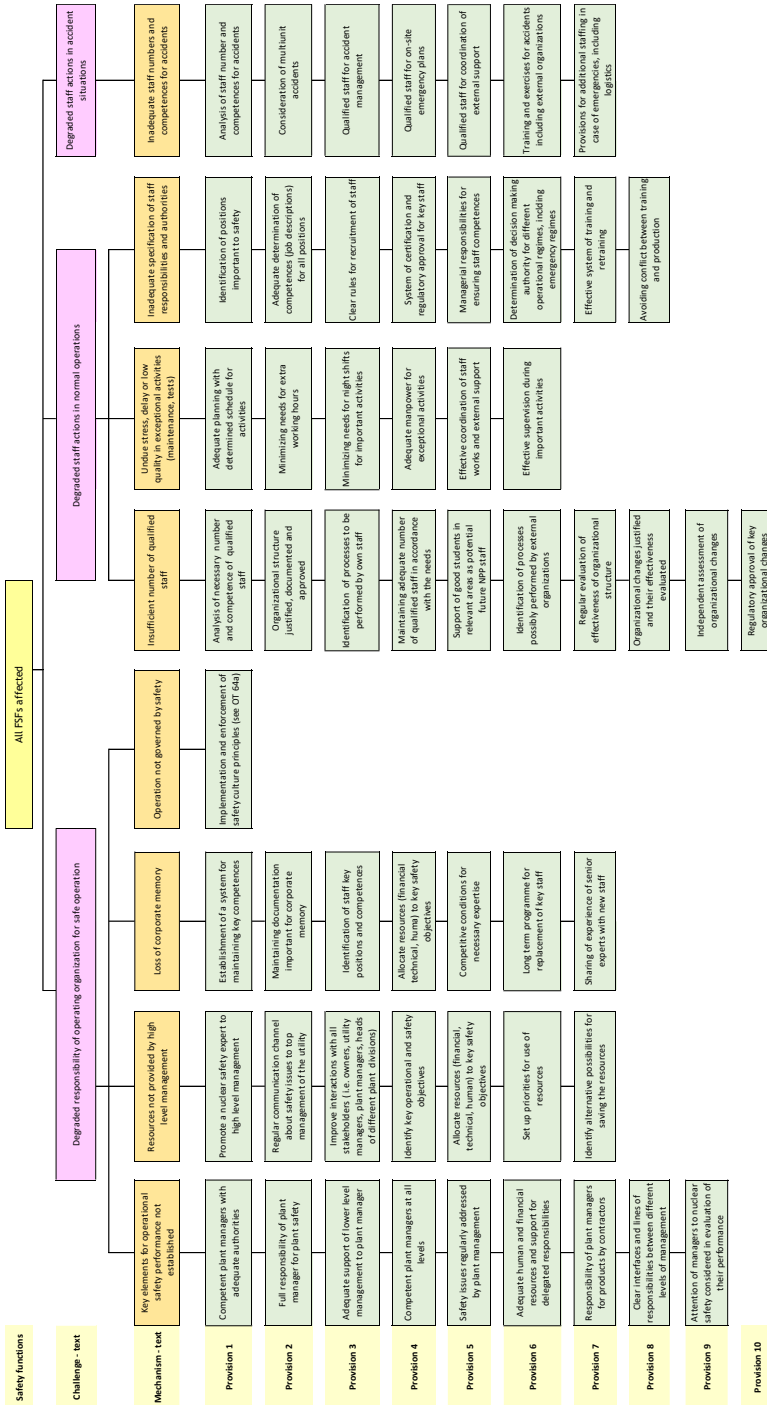 Safety functions
All FSFs affected
Challenge - text
Degraded responsibility of operating organization for safe operation
Degraded staff actions in normal operations
Degraded staff actions in accident
situations
Mechanism - text
Key elements for operational
safety performance not
established
Resources not provided by high
level management
Loss of corporate memory
Operation not governed by safety
Insufficient number of qualified
staff
Undue stress, delay or low
quality in exceptional activities
(maintenance, tests)
Inadequate specification of staff
responsibilities and authorities
Inadequate staff numbers and
competences for accidents
Provision 1
Competent plant managers with
adequate authorities
Promote a nuclear safety expert to
high level management
Establishment of a system for
maintaining key competences
Implementation and enforcement of
safety culture principles (see OT 64a)
Analysis of necessary number
and competence of qualified
staff
Adequate planning with
determined schedule for
activities
Identification of positions
important to safety
Analysis of staff number and
competences for accidents
Provision 2
Full responsibility of plant
manager for plant safety
Regular communication channel
about safety issues to top
management of the utility
Maintaining documentation
important for corporate
memory
Organizational structure
justified, documented and
approved
Minimizing needs for extra
working hours
Adequate determination of
competences (job descriptions)
for all positions
Consideration of multiunit
accidents
Provision 3
Adequate support of lower level
management to plant manager
Improve interactions with all
stakeholders ( i.e. owners, utility
managers, plant managers, heads
of different plant divisions)
Identification of staff key
positions and competences
Identification of processes to be
performed by own staff
Minimizing needs for night shifts
for important activities
Clear rules for recruitment of staff
Qualified staff for accident
management
Provision 4
Competent plant managers at all
levels
Identify key operational and safety
objectives
Allocate resources (financial
technical, huma) to key safety
objectives
Maintaining adequate number
of qualified staff in accordance
with the needs
Adequate manpower for
exceptional activities
System of certification and
regulatory approval for key staff
Qualified staff for on-site
emergency plans
Provision 5
Safety issues regularly addressed
by plant management
Allocate resources (financial,
technical, human) to key safety
objectives
Competitive conditions for
necessary expertise
Support of good students in
relevant areas as potential
future NPP staff
Effective coordination of staff
works and external support
Managerial responsibilities for
ensuring staff competences
Qualified staff for coordination of
external support
Provision 6
Adequate human and financial
resources and support for
delegated responsibilities
Set up priorities for use of
resources
Long term programme for
replacement of key staff
Identification of processes
possibly performed by external
organizations
Effective supervision during
important activities
Determination of decision making
authority for different
operational regimes, inclding
emergency regimes
Training and exercises for accidents
including external organizations
Provision 7
Responsibility of plant managers
for products by contractors
Identify alternative possibilities for
saving the resources
Sharing of experience of senior
experts with new staff
Regular evaluation of
effectiveness of organizational
structure
Effective system of training and
retraining
Provisions for additional staffing in
case of emergencies, including
logistics
Provision 8
Clear interfaces and lines of
responsibilities between different
levels of management
Organizational changes justified
and their effectiveness
evaluated
Avoiding conflict between training
and production
Provision 9
Attention of managers to nuclear
safety considered in evaluation of
their performance
Independent assessment of
organizational changes
Provision 10
Regulatory approval of key
organizational changes